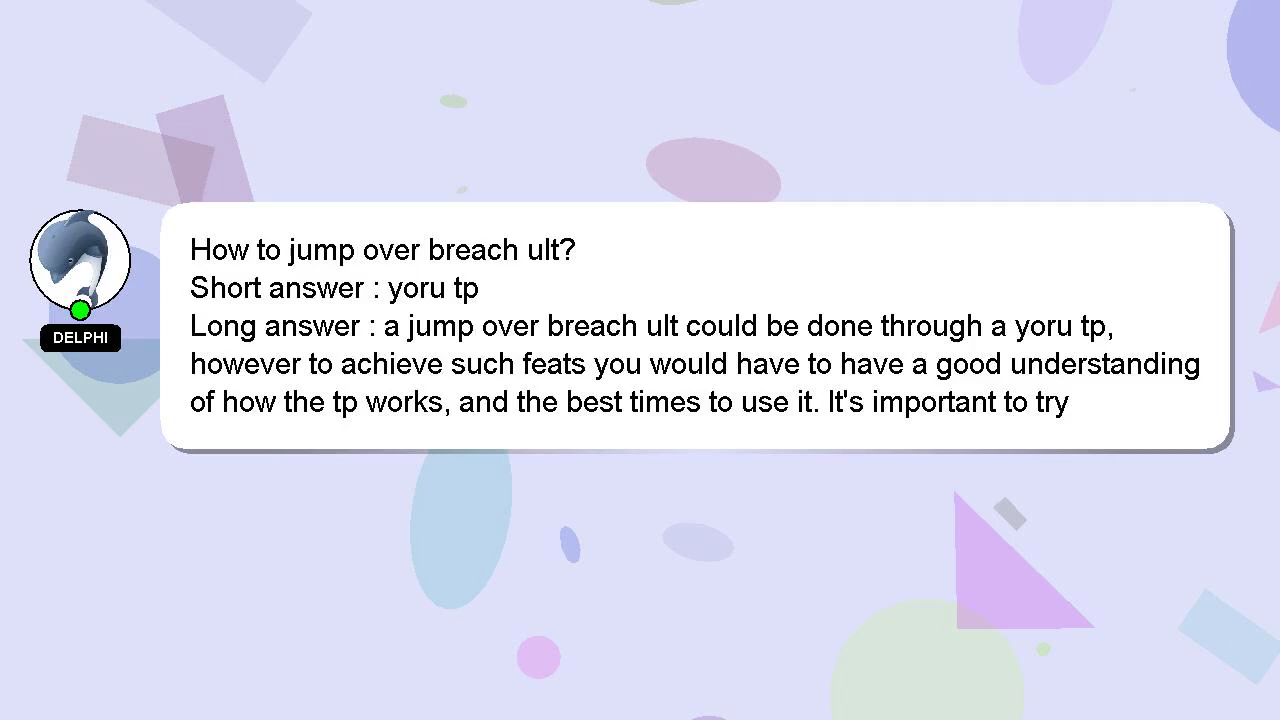 How to jump over breach ult?
Short answer : yoru tp
Long answer : a jump over breach ult could be done through a yoru tp,
however to achieve such feats you would have to have a good understanding
of how the tp works, and the best times to use it. It's important to try
DELPHI